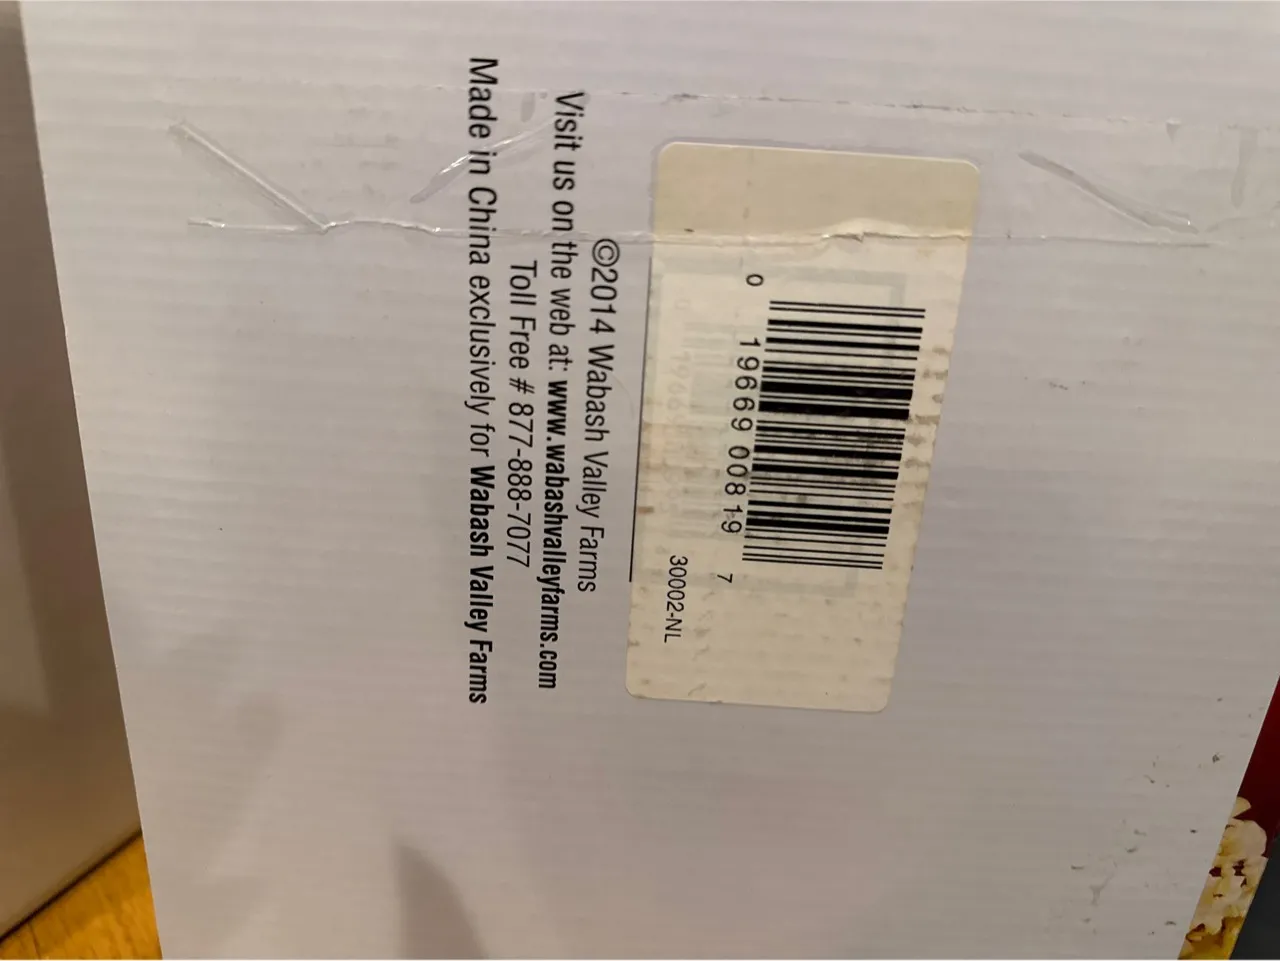 0 19669 00819 7
30002-NL
©2014 Wabash Valley Farms
Visit us on the web at: www.wabashvalleyfarms.com
Toll Free # 877-888-7077
Made in China exclusively for Wabash Valley Farms